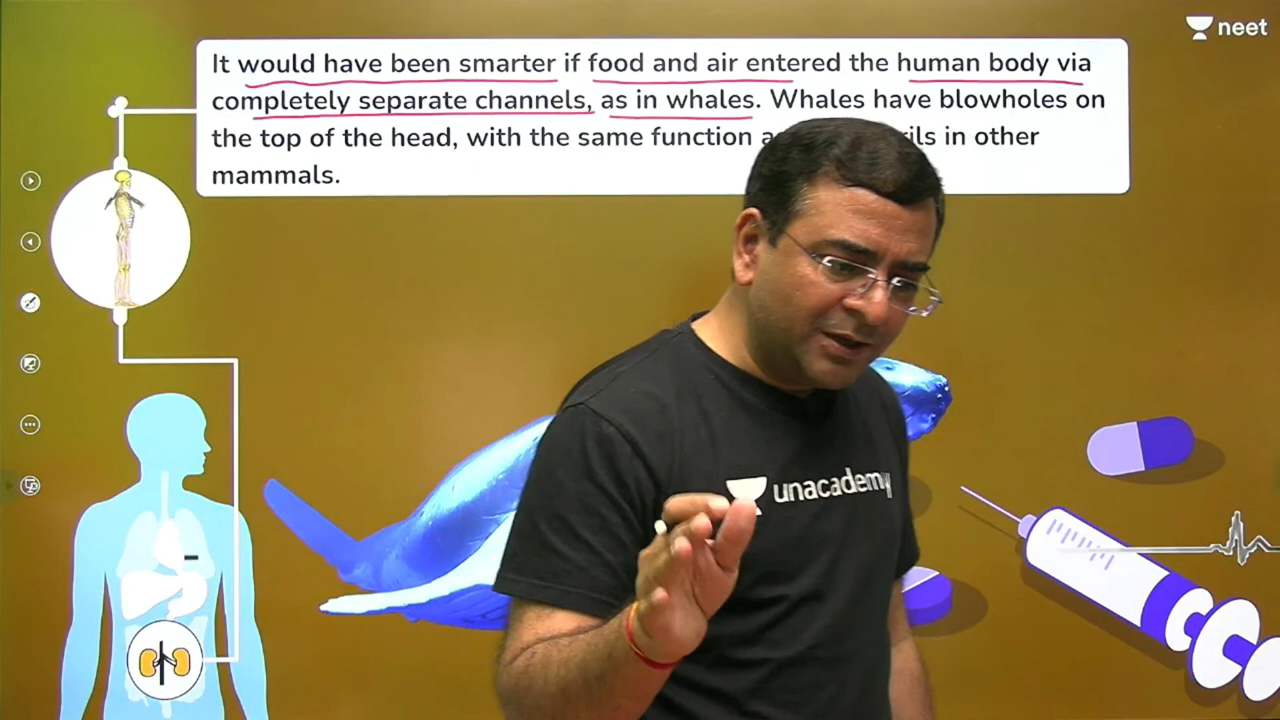 neet
It would have been smarter if food and air entered the human body via
completely separate channels, as in whales. Whales have blowholes on
the top of the head, with the same function in other
mammals.
unacademy